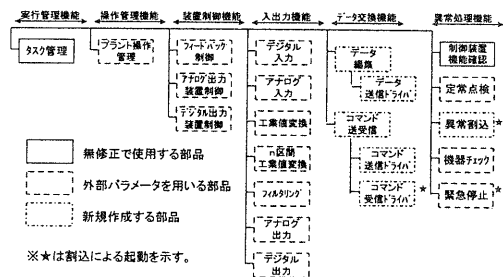 実行管理機能 操作管理機能 装置制御機能 入出力機能 データ交換機能 異常処理機能
タスク管理
プラント操作
管理
フィードバック
制御
アナログ出力
装置制御
デジタル出力
装置制御
デジタル
入力
アナログ
入力
工業値変換
n区間
工業値変換
フィルタリング
アナログ
出力
デジタル
出力
データ
編集
データ
送信ドライバ
コマンド
送受信
コマンド
送信ドライバ
コマンド
受信ドライバ ★
制御装置
機能確認
定常点検
異常割込 ★
機器チェック
緊急停止 ★
無修正で使用する部品
外部パラメータを用いる部品
新規作成する部品
※★は割込による起動を示す。